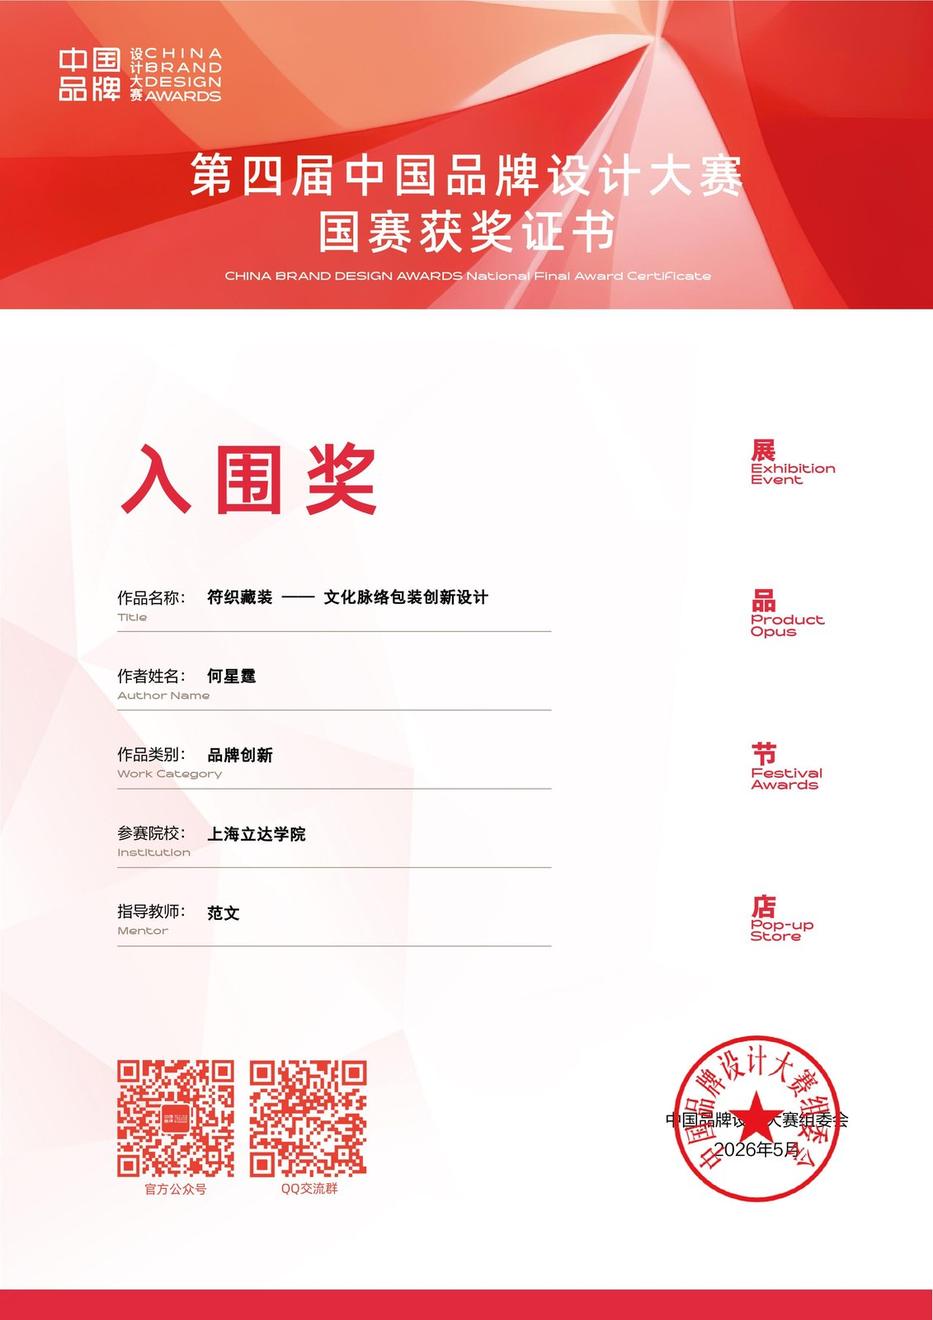 中国 设计 CHINA
BRAND
品牌 大赛 DESIGN
AWARDS
第四届中国品牌设计大赛
国赛获奖证书
CHINA BRAND DESIGN AWARDS National Final Award Certificate
入围奖
展
Exhibition
Event
作品名称： 符织藏装 —— 文化脉络包装创新设计
Title
品
Product
Opus
作者姓名： 何星霆
Author Name
作品类别： 品牌创新
Work Category
节
Festival
Awards
参赛院校： 上海立达学院
Institution
指导教师： 范文
Mentor
店
Pop-up
Store
官方公众号
QQ交流群
中国品牌设计大赛组委会
中国品牌设计大赛组委会
2026年5月